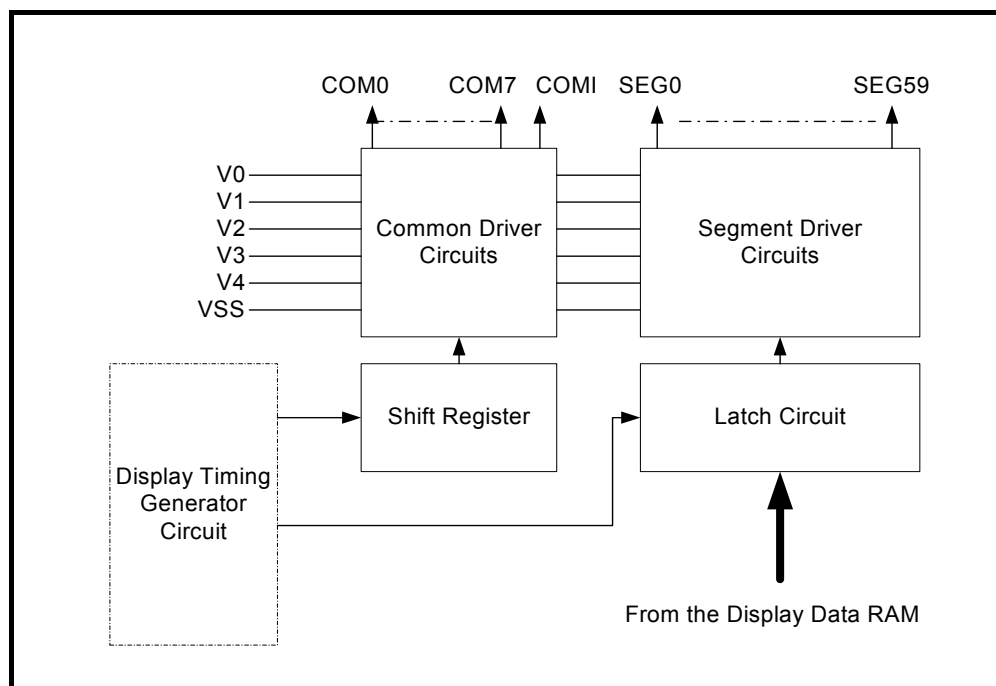 COM0 COM7 COMI SEG0 SEG59
V0
V1
V2
V3
V4
VSS
Common Driver
Circuits
Segment Driver
Circuits
Shift Register
Latch Circuit
Display Timing
Generator
Circuit
From the Display Data RAM